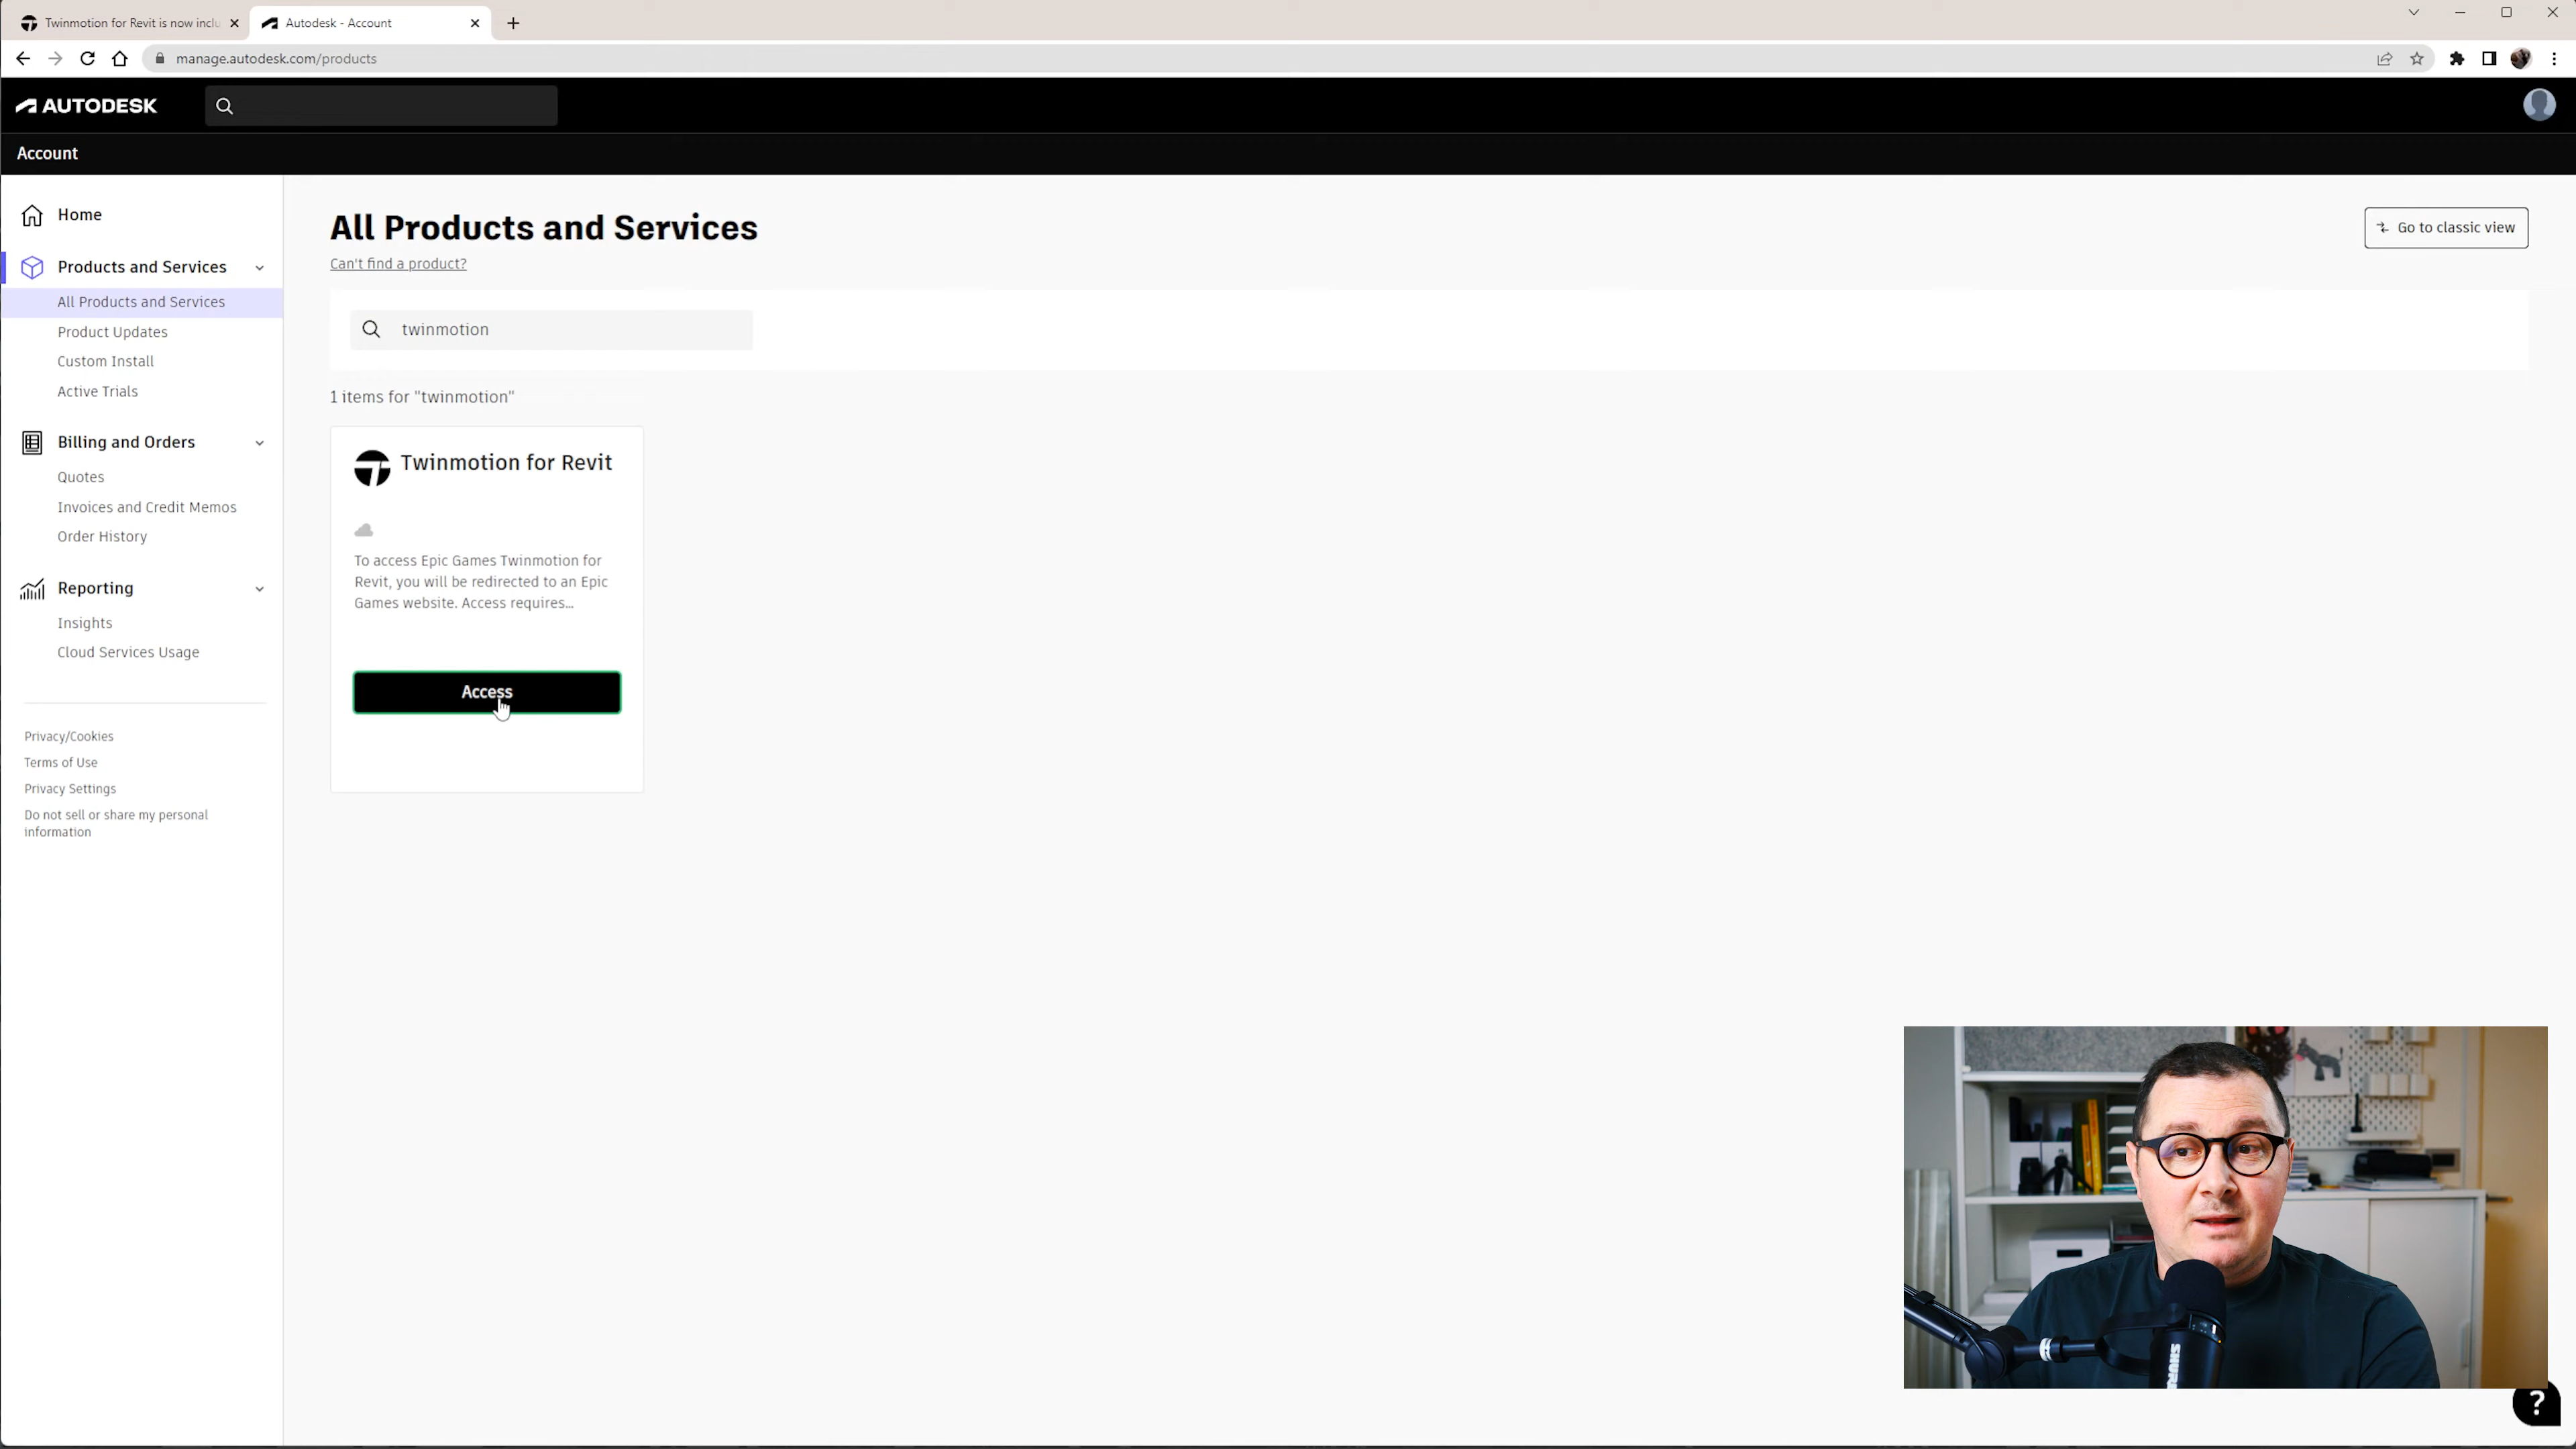 Twinmotion for Revit is now inclu
Autodesk - Account
manage.autodesk.com/products
AUTODESK
Account
Home
Products and Services
All Products and Services
Product Updates
Custom Install
Active Trials
Billing and Orders
Quotes
Invoices and Credit Memos
Order History
Reporting
Insights
Cloud Services Usage
Privacy/Cookies
Terms of Use
Privacy Settings
Do not sell or share my personal
information
All Products and Services
Go to classic view
Can't find a product?
twinmotion
1 items for "twinmotion"
Twinmotion for Revit
To access Epic Games Twinmotion for
Revit, you will be redirected to an Epic
Games website. Access requires...
Access
SHURE
?